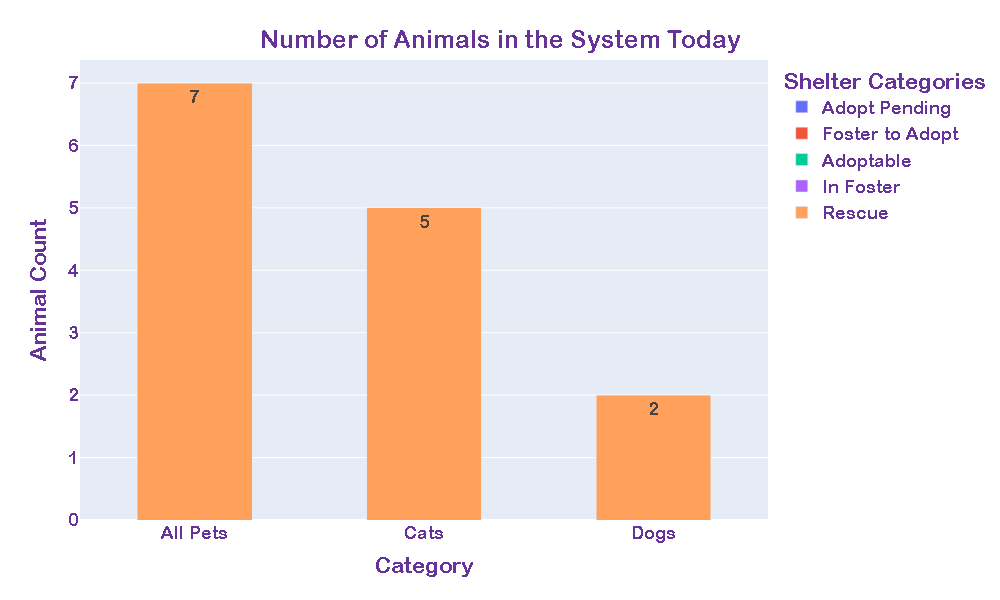 Number of Animals in the System Today
Shelter Categories
Adopt Pending
Foster to Adopt
Adoptable
In Foster
Rescue
Animal Count
7
6
5
4
3
2
1
0
7
5
2
All Pets
Cats
Dogs
Category